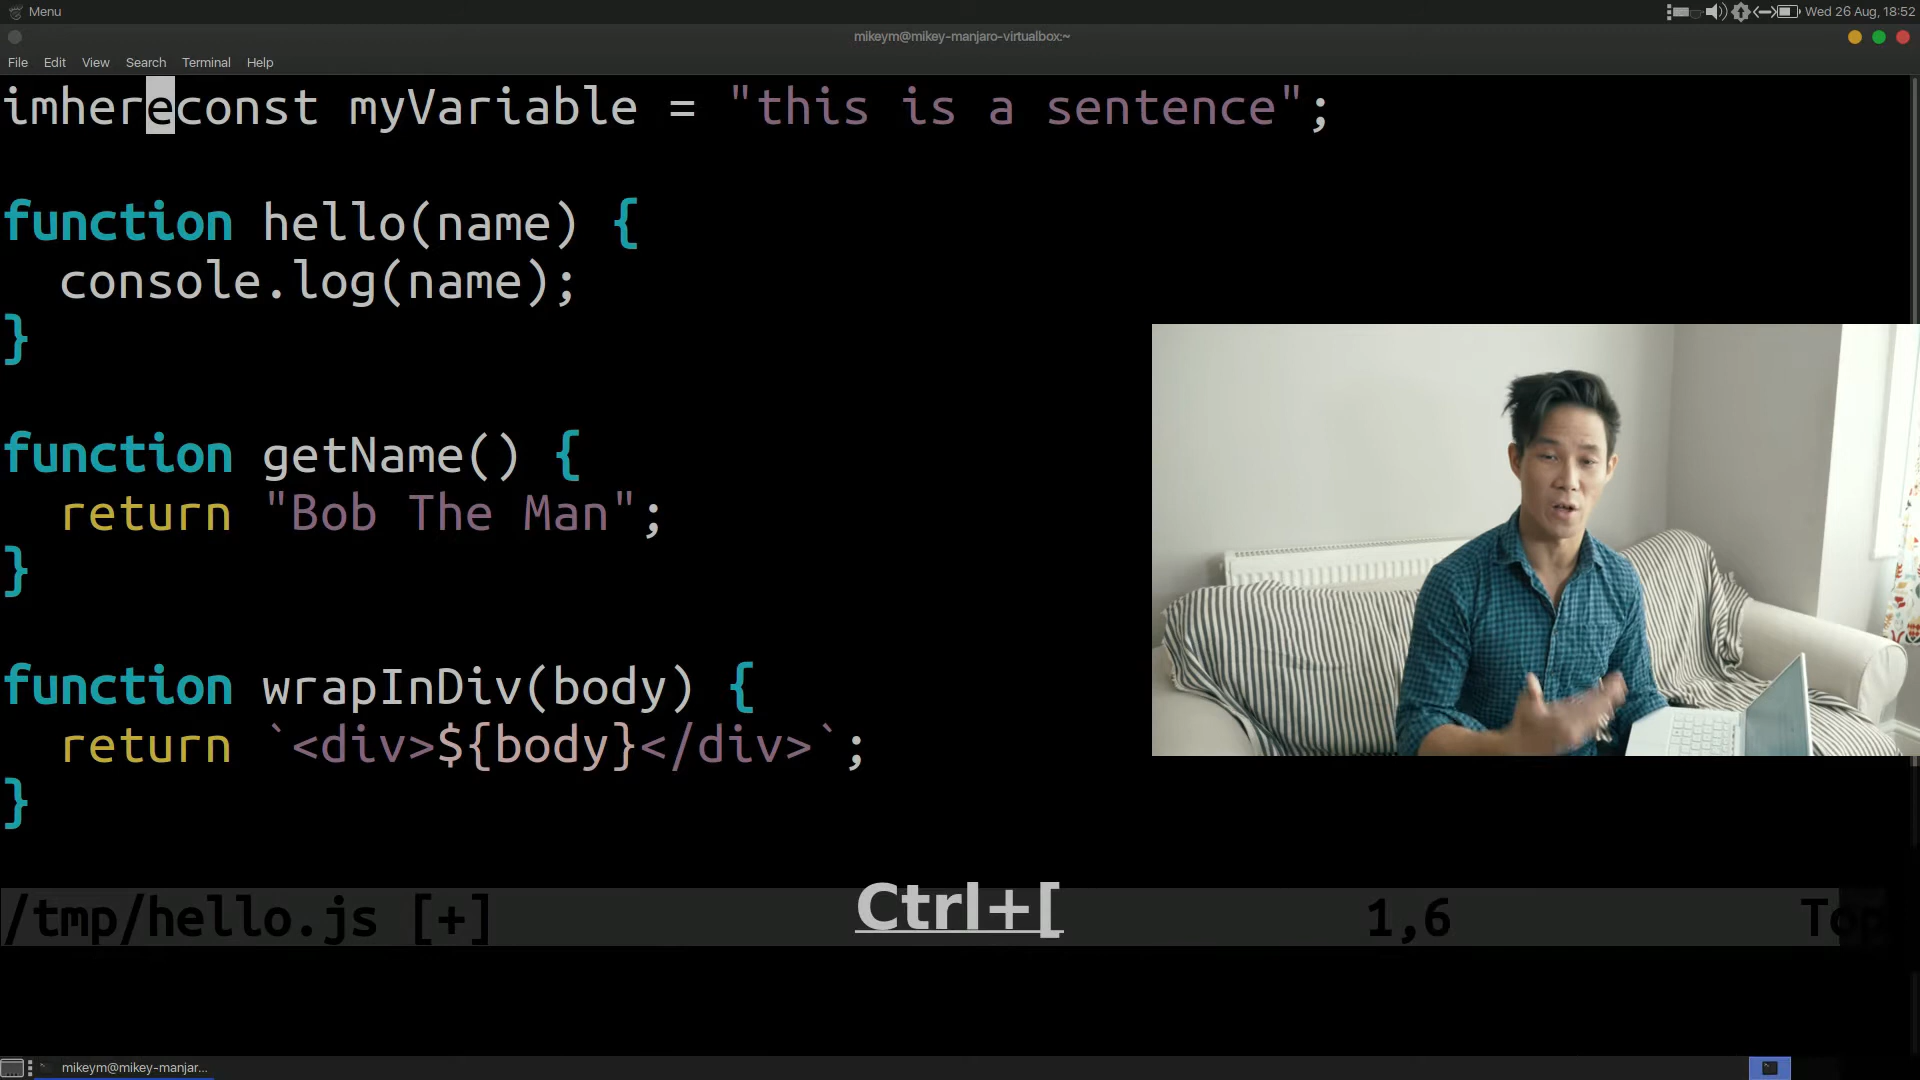 Menu
Wed 26 Aug, 18:52
mikeym@mikey-manjaro-virtualbox:~
File Edit View Search Terminal Help
imhereconst myVariable = "this is a sentence";
function hello(name) {
  console.log(name);
}
function getName() {
  return "Bob The Man";
}
function wrapInDiv(body) {
  return `<div>${body}</div>`;
}
/tmp/hello.js [+]
Ctrl+[
1,6
Top
mikeym@mikey-manjar...